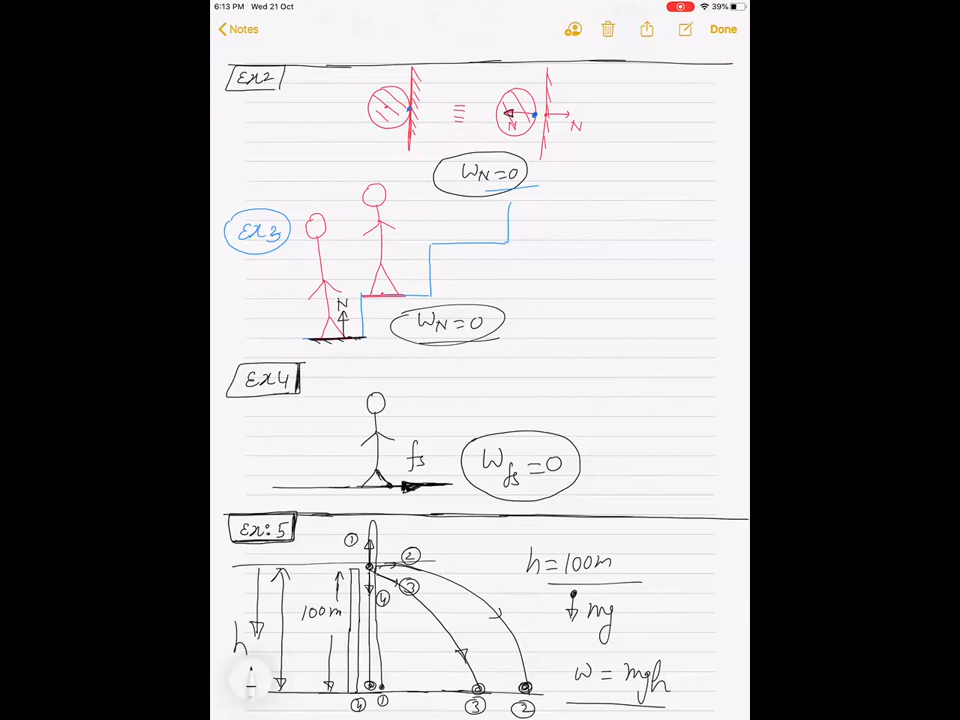 6:13 PM Wed 21 Oct
39%
Notes
Done
Ex2
≡
N
N
WN=0
Ex3
N
WN=0
Ex4
fs
Wfs=0
Ex:5
①
②
③
④
100m
h
h=100m
mg
w = mgh
④
①
③
②